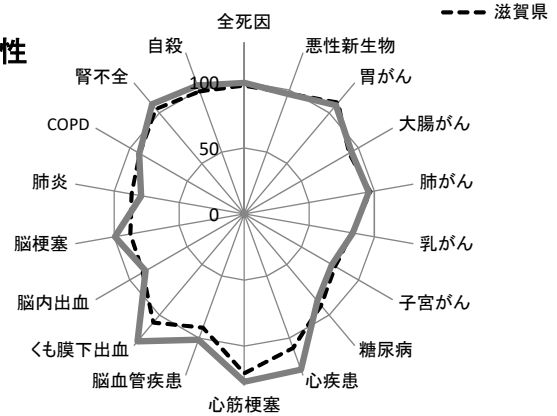 滋賀県
性
全死因
悪性新生物
胃がん
大腸がん
肺がん
乳がん
子宮がん
糖尿病
心疾患
心筋梗塞
脳血管疾患
くも膜下出血
脳内出血
脳梗塞
肺炎
COPD
腎不全
自殺
100
50
0